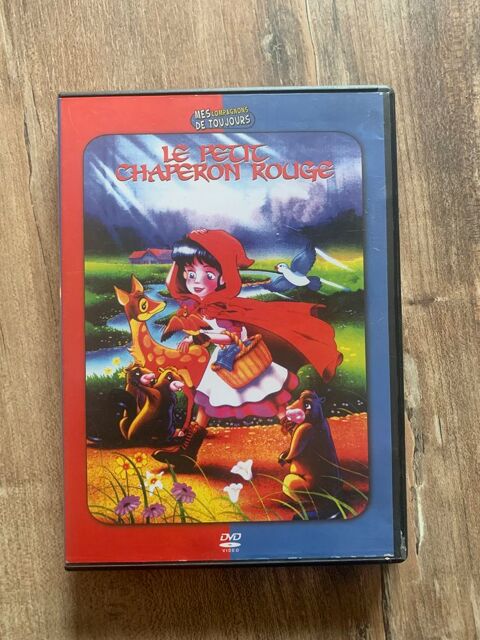 MES COMPAGNONS
DE TOUJOURS
LE PETIT
CHAPERON ROUGE
DVD
VIDEO